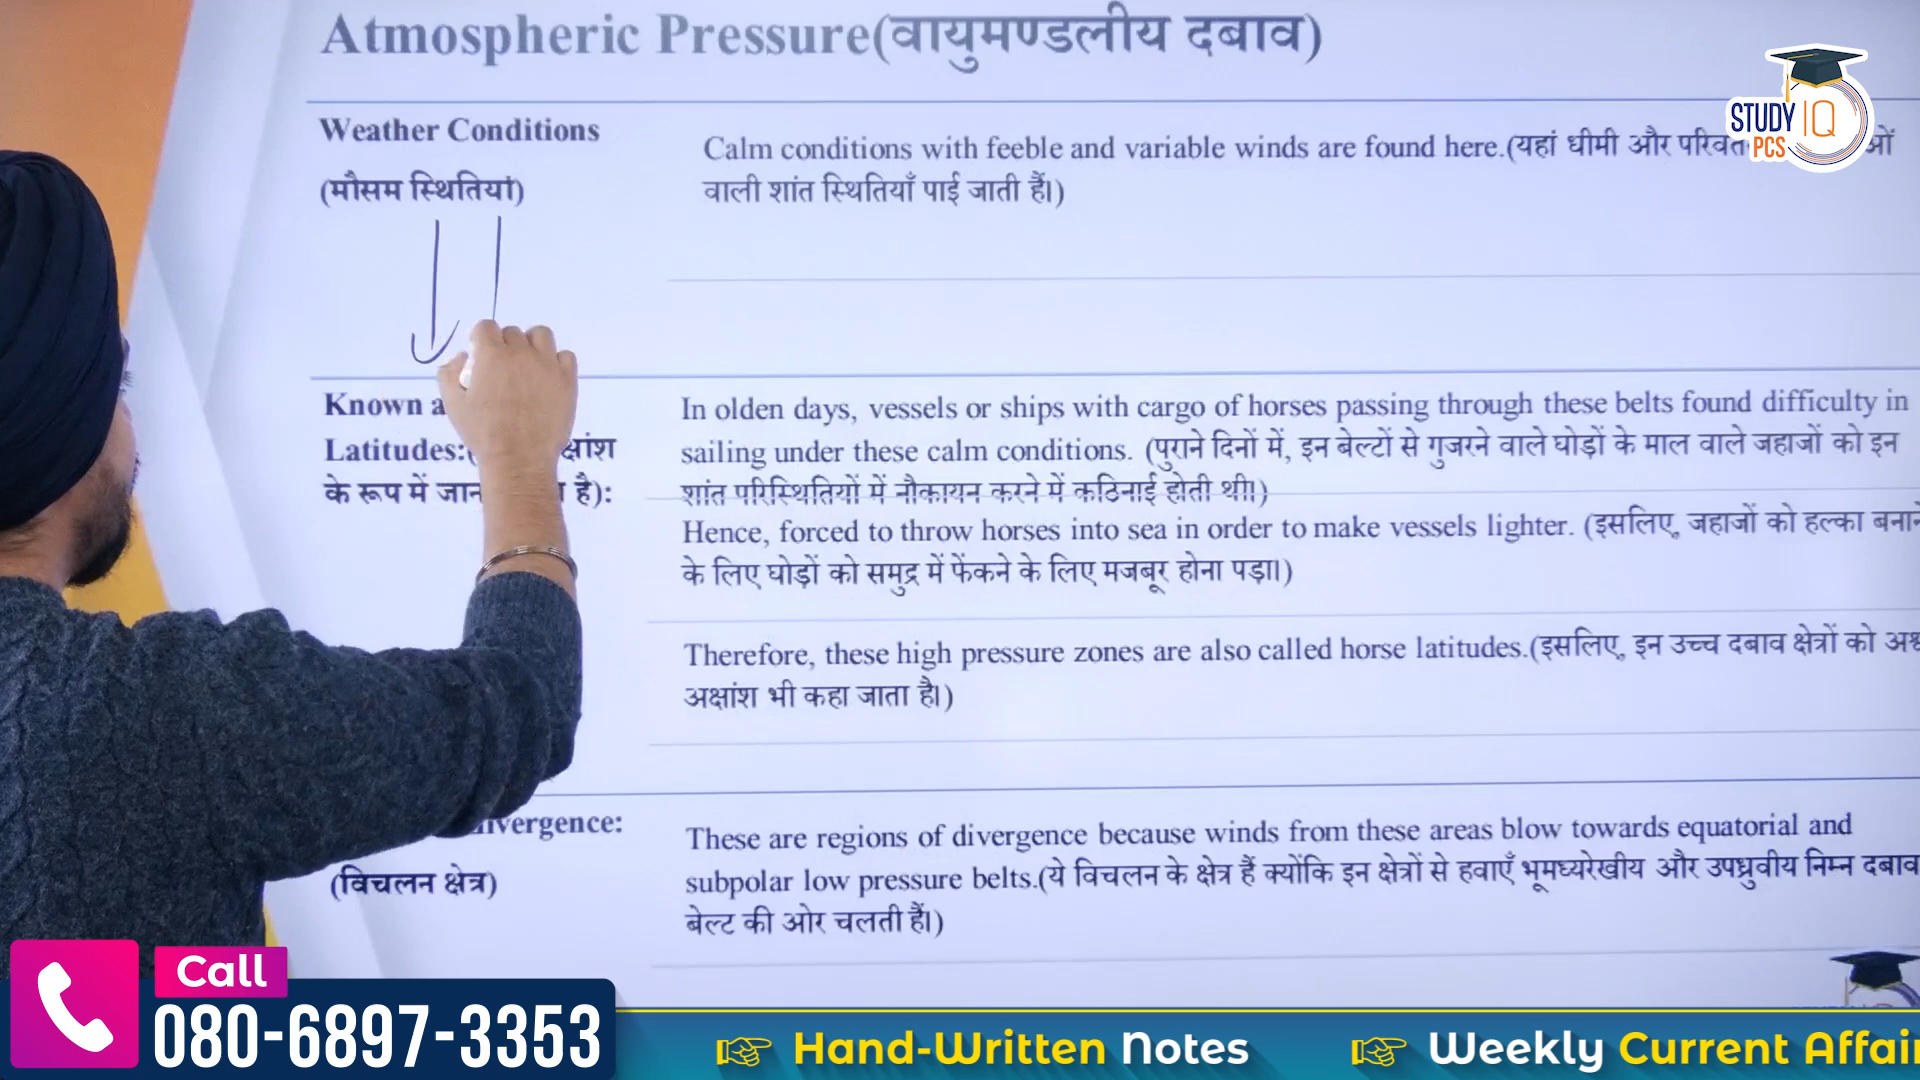 Atmospheric Pressure(वायुमण्डलीय दबाव)
STUDY IQ
PCS
Weather Conditions
(मौसम स्थितियां)
Calm conditions with feeble and variable winds are found here.(यहां धीमी और
वाली शांत स्थितियाँ पाई जाती हैं।)
Known
Latitudes:
के रूप में है):
In olden days, vessels or ships with cargo of horses passing through these belts found difficulty in
sailing under these calm conditions. (पुराने दिनों में, इन बेल्टों से गुजरने वाले घोड़ों के माल वाले जहाजों को इन
शांत परिस्थितियों में नौकायन करने में कठिनाई होती थी।)
Hence, forced to throw horses into sea in order to make vessels lighter. (इसलिए, जहाजों को हल्का
के लिए घोड़ों को समुद्र में फेंकने के लिए मजबूर होना पड़ा।)
Therefore, these high pressure zones are also called horse latitudes.(इसलिए, इन उच्च दबाव क्षेत्रों को
अक्षांश भी कहा जाता है।)
(विचलन क्षेत्र)
These are regions of divergence because winds from these areas blow towards equatorial and
subpolar low pressure belts.(ये विचलन के क्षेत्र हैं क्योंकि इन क्षेत्रों से हवाएँ भूमध्यरेखीय और उपध्रुवीय निम्न दबाव
बेल्ट की ओर चलती हैं।)
Call
080-6897-3353
Hand-Written Notes
Weekly Current